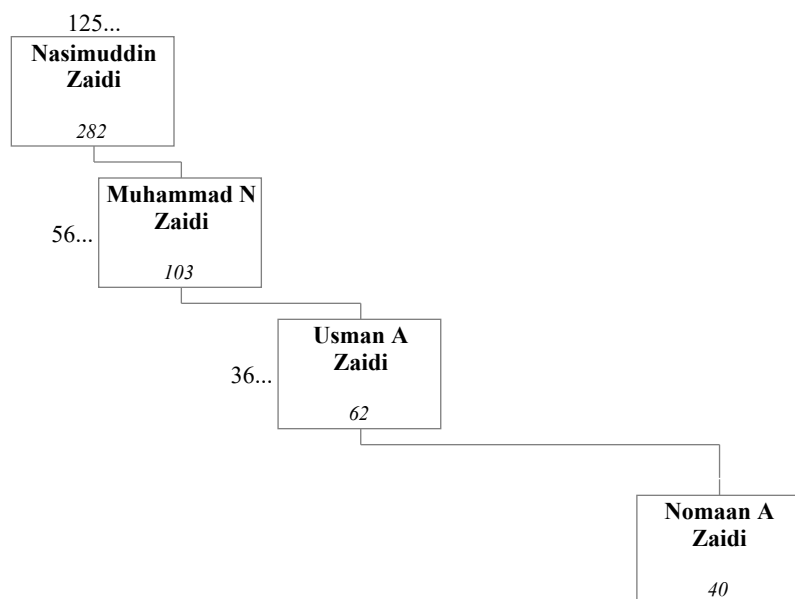 125...
Nasimuddin
Zaidi
282
Muhammad N
Zaidi
56...
103
Usman A
Zaidi
36...
62
Nomaan A
Zaidi
40